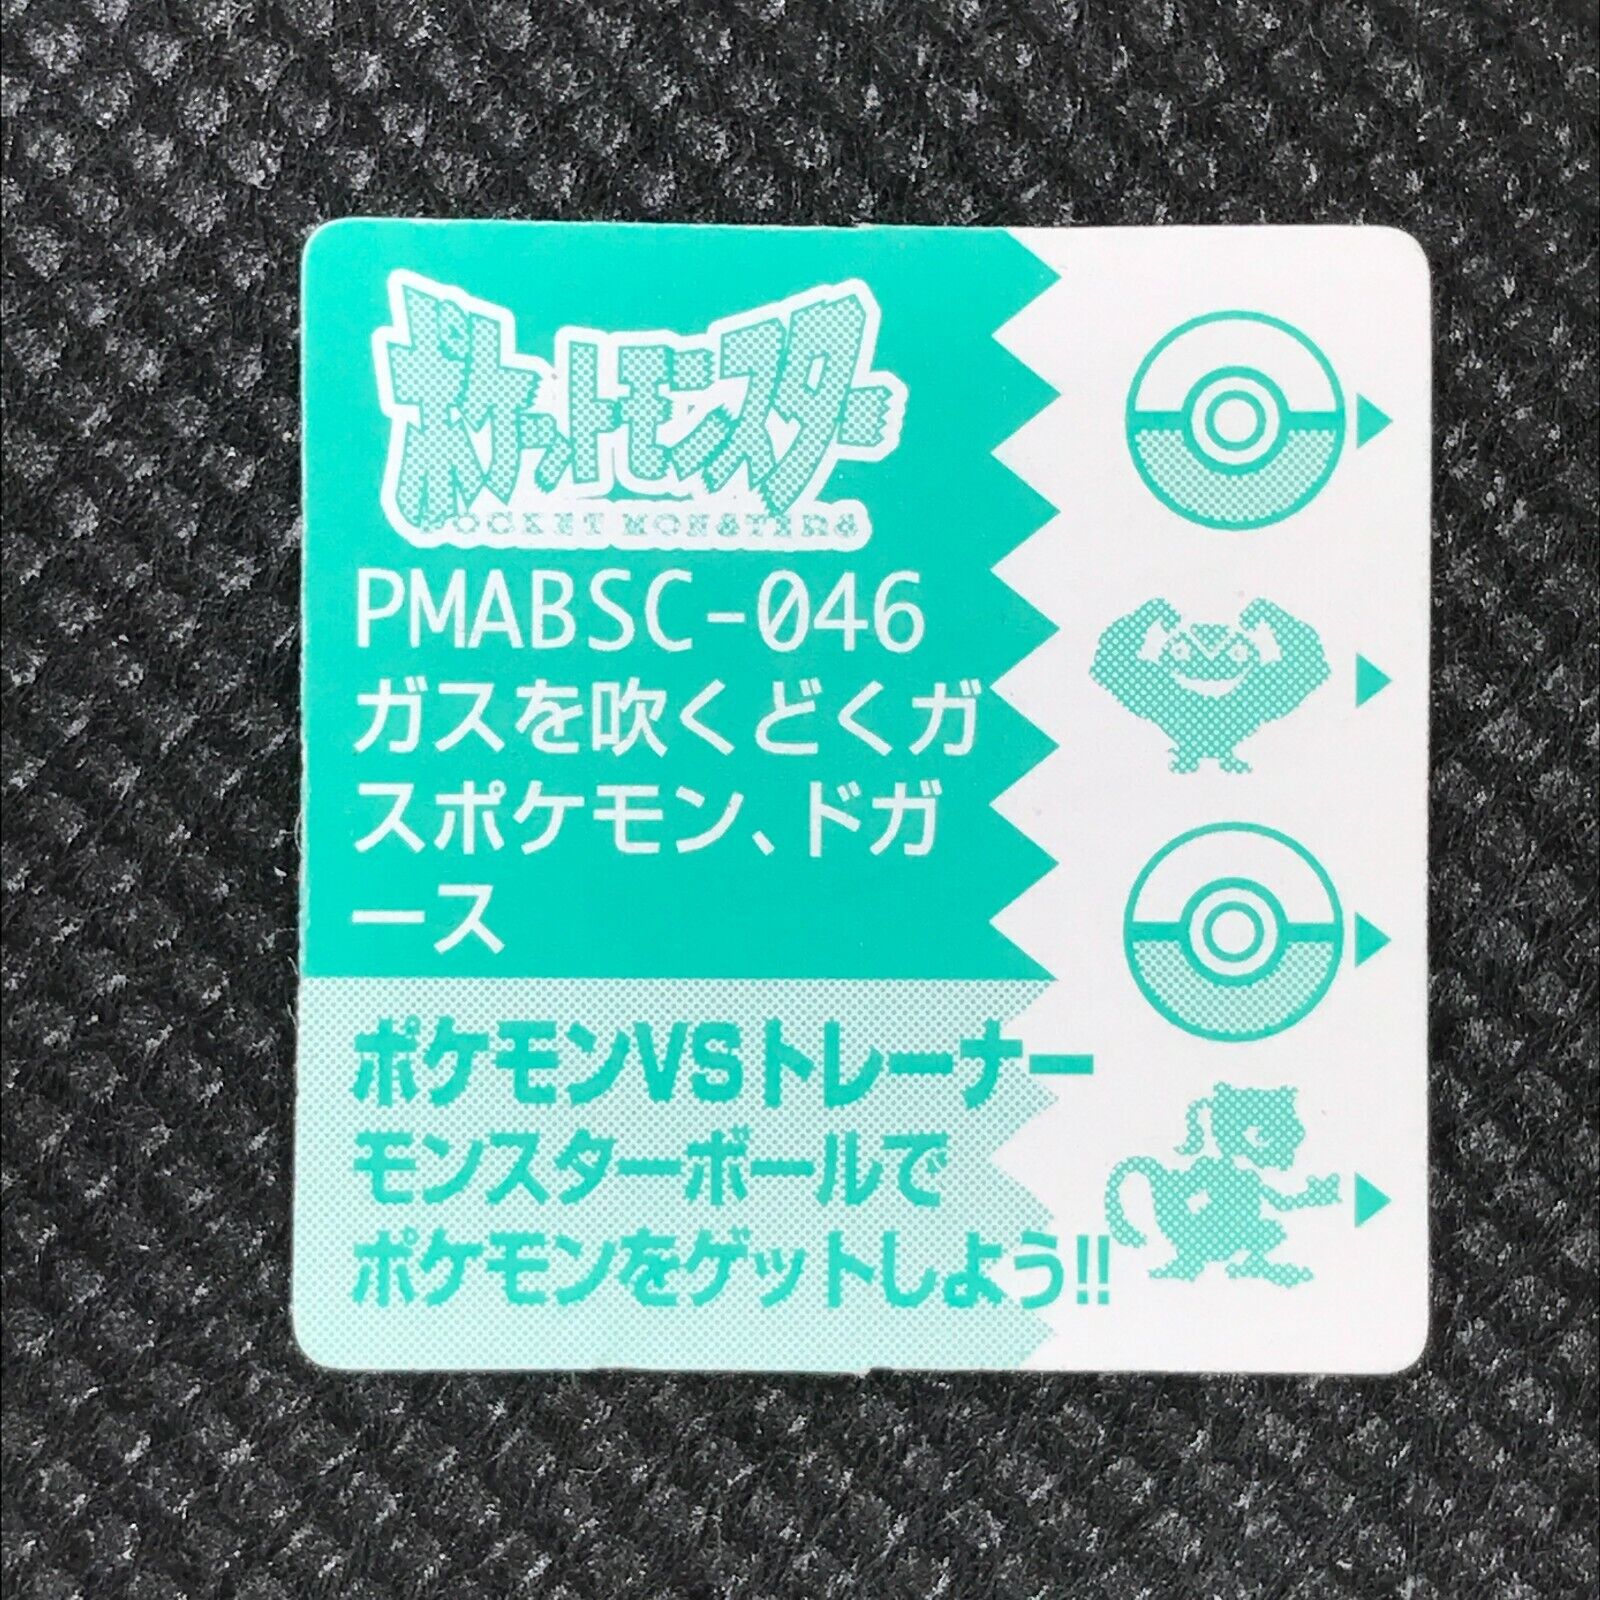 ポケットモンスター
POCKET MONSTERS
PMABSC-046
ガスを吹くどくガ
スポケモン、ドガ
ース
ポケモンVSトレーナー
モンスターボールで
ポケモンをゲットしよう!!